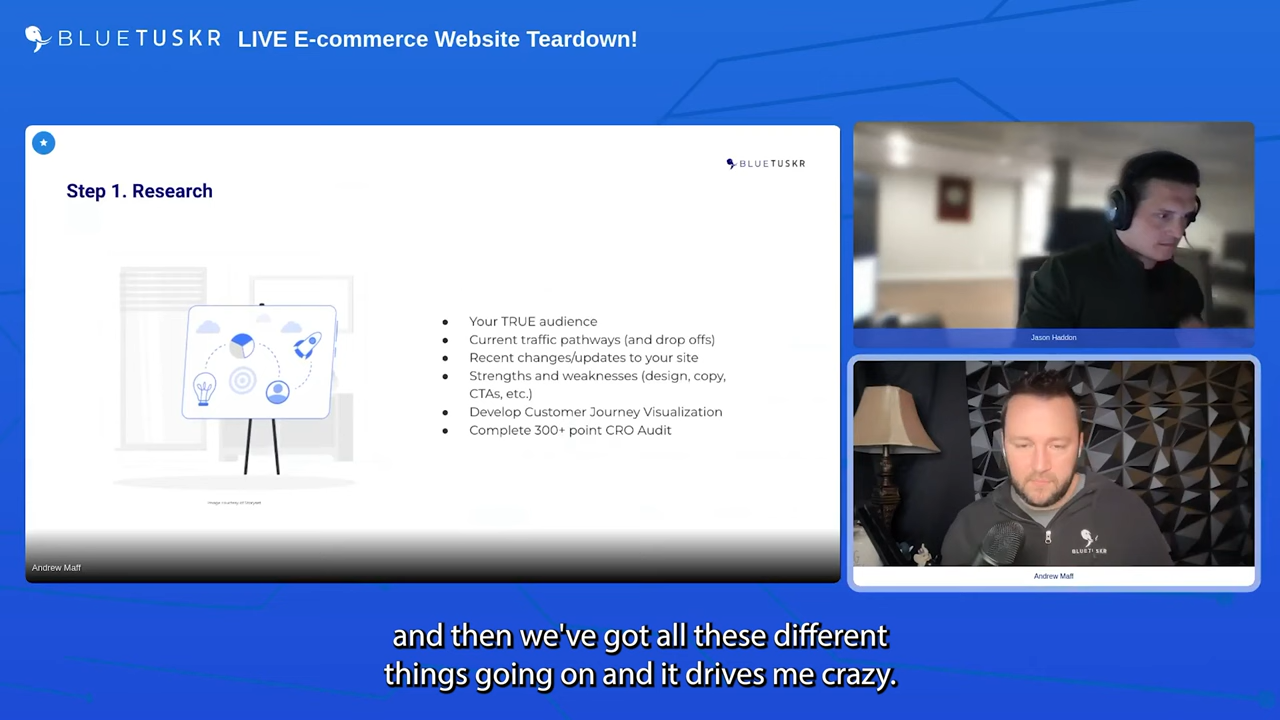 BLUETUSKR LIVE E-commerce Website Teardown!
BLUETUSKR
Step 1. Research
● Your TRUE audience
● Current traffic pathways (and drop offs)
● Recent changes/updates to your site
● Strengths and weaknesses (design, copy,
CTAs, etc.)
● Develop Customer Journey Visualization
● Complete 300+ point CRO Audit
Andrew Maff
Jason Haddon
BLUETUSKR
Andrew Maff
and then we've got all these different
things going on and it drives me crazy.